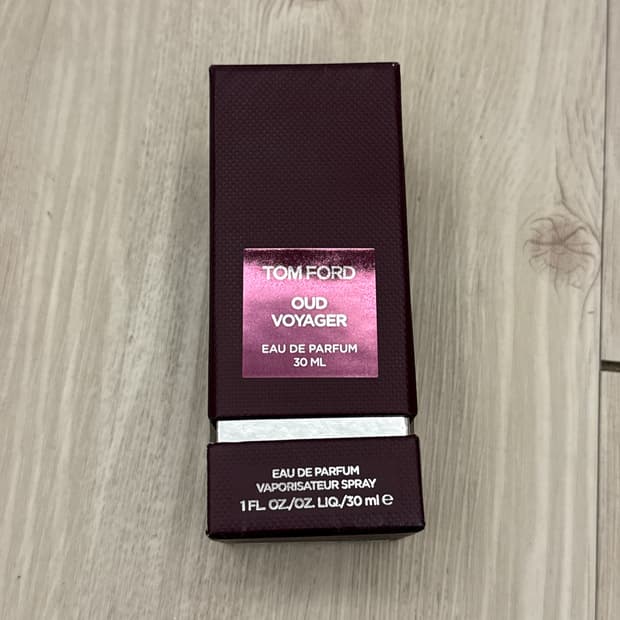 TOM FORD
OUD
VOYAGER
EAU DE PARFUM
30 ML
EAU DE PARFUM
VAPORISATEUR SPRAY
1 FL. OZ./OZ. LIQ./30 ml ℮